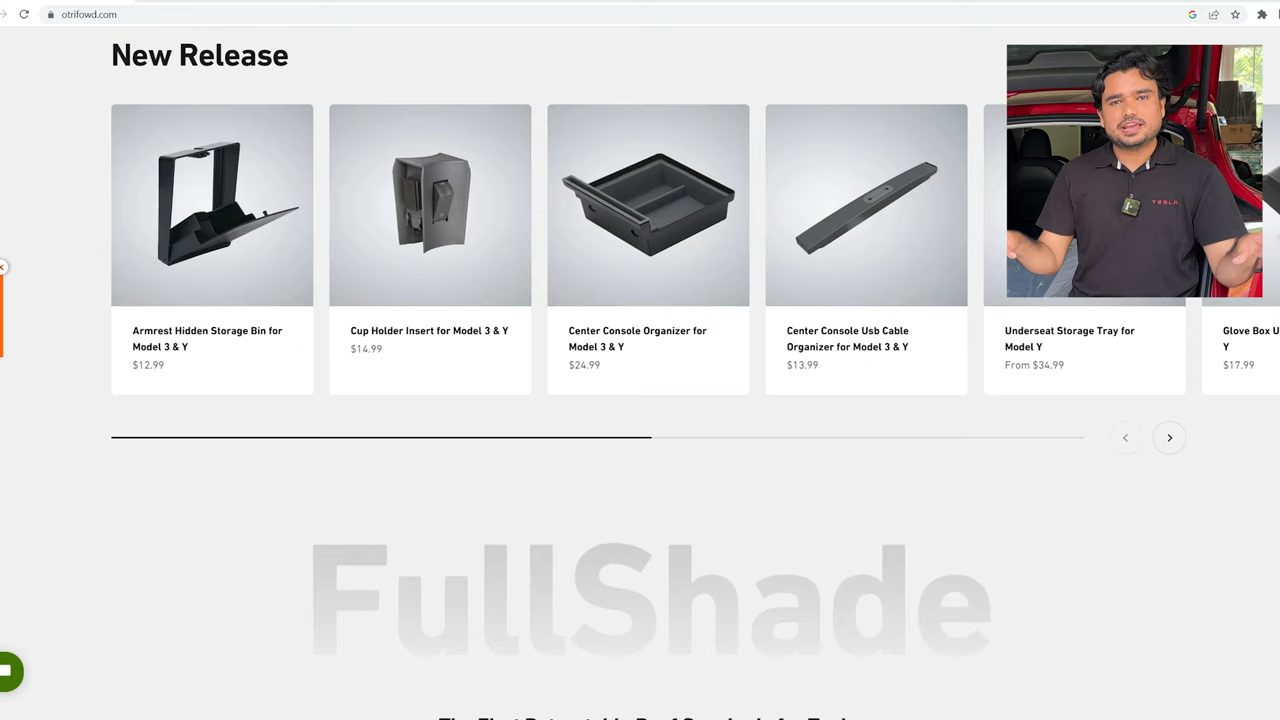 otrifowd.com
New Release
TESLA
Armrest Hidden Storage Bin for
Model 3 & Y
$12.99
Cup Holder Insert for Model 3 & Y
$14.99
Center Console Organizer for
Model 3 & Y
$24.99
Center Console Usb Cable
Organizer for Model 3 & Y
$13.99
Underseat Storage Tray for
Model Y
From $34.99
Glove Box
Y
$17.99
FullShade